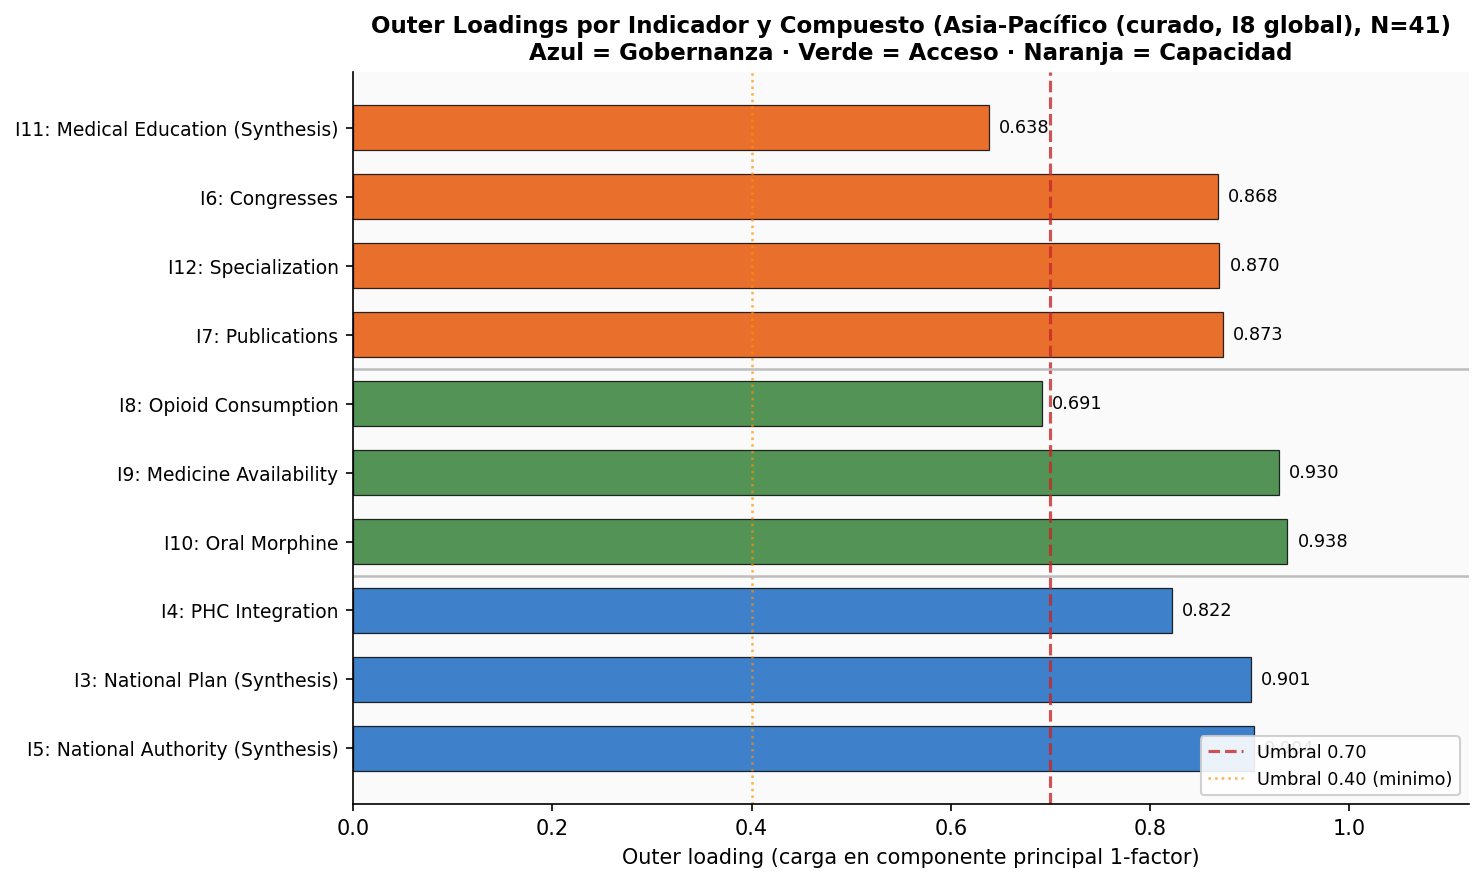 Outer Loadings por Indicador y Compuesto (Asia-Pacífico (curado, I8 global), N=41)
Azul = Gobernanza · Verde = Acceso · Naranja = Capacidad
I11: Medical Education (Synthesis)
0.638
I6: Congresses
0.868
I12: Specialization
0.870
I7: Publications
0.873
I8: Opioid Consumption
0.691
I9: Medicine Availability
0.930
I10: Oral Morphine
0.938
I4: PHC Integration
0.822
I3: National Plan (Synthesis)
0.901
I5: National Authority (Synthesis)
Umbral 0.70
Umbral 0.40 (minimo)
0.0 0.2 0.4 0.6 0.8 1.0
Outer loading (carga en componente principal 1-factor)